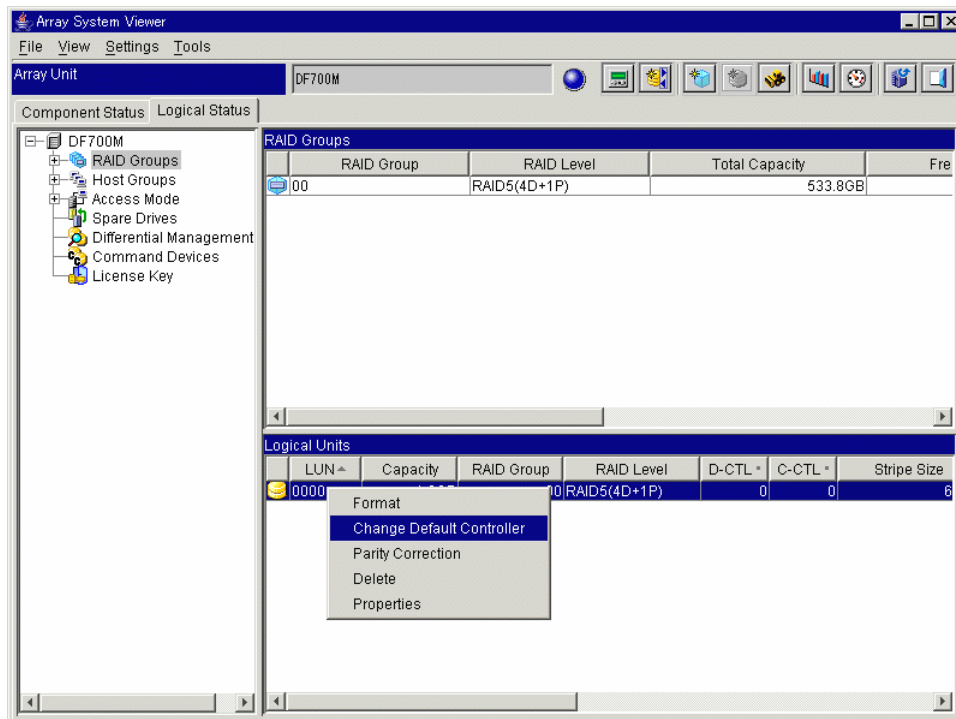 Array System Viewer
File View Settings Tools
Array Unit DF700M
Component Status Logical Status
DF700M
RAID Groups
Host Groups
Access Mode
Spare Drives
Differential Management
Command Devices
License Key
RAID Groups
RAID Group RAID Level Total Capacity Fre
00 RAID5(4D+1P) 533.8GB
Logical Units
LUN Capacity RAID Group RAID Level D-CTL C-CTL Stripe Size
0000 00 RAID5(4D+1P) 0 0 6
Format
Change Default Controller
Parity Correction
Delete
Properties